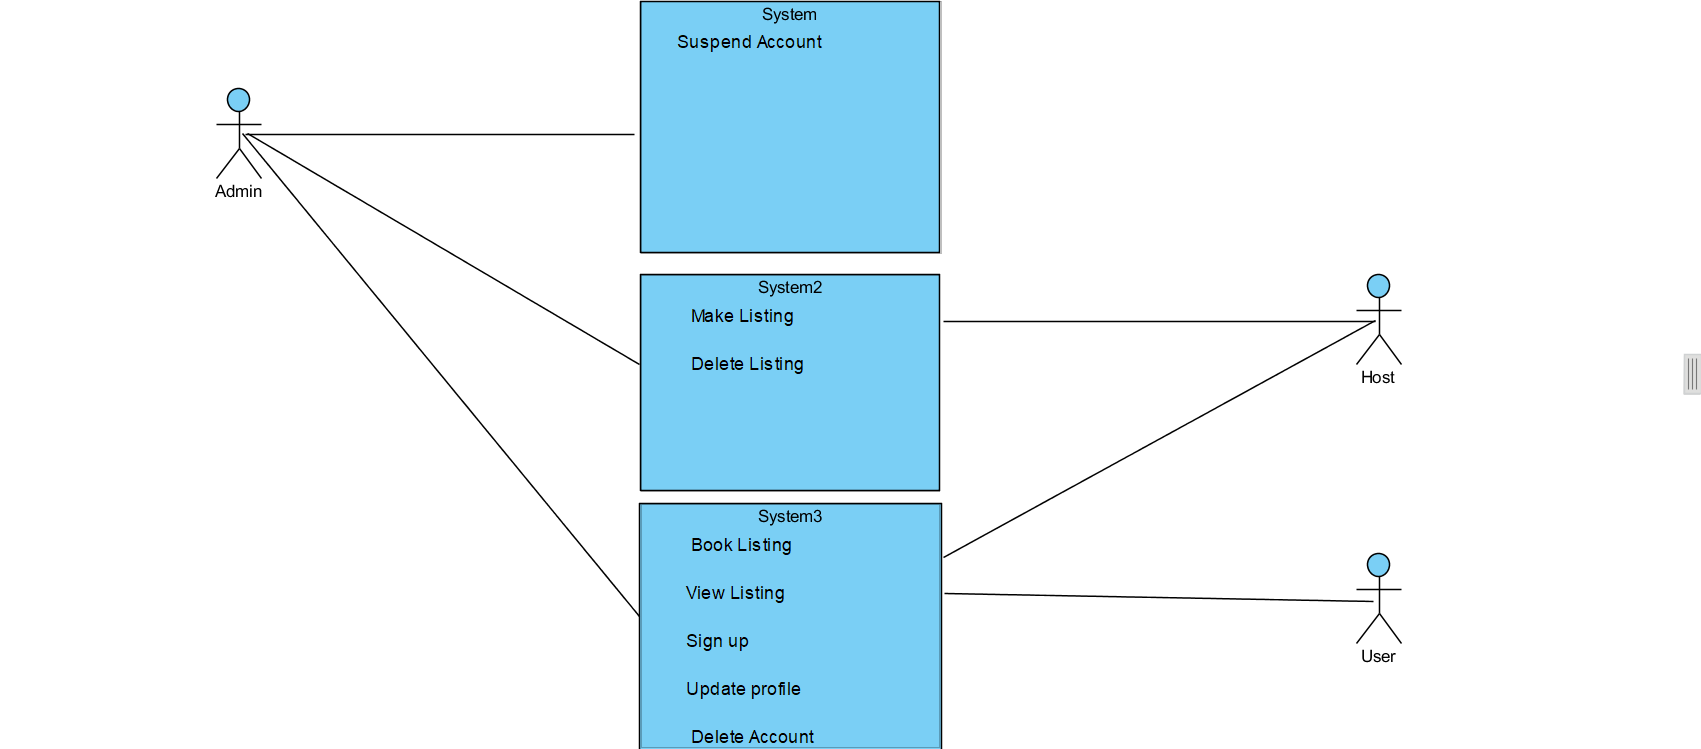 System
Suspend Account
Admin
System2
Make Listing
Delete Listing
Host
System3
Book Listing
View Listing
Sign up
Update profile
Delete Account
User